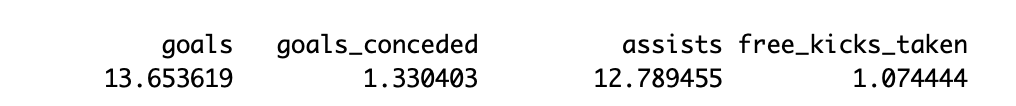 goals goals_conceded assists free_kicks_taken
13.653619 1.330403 12.789455 1.074444